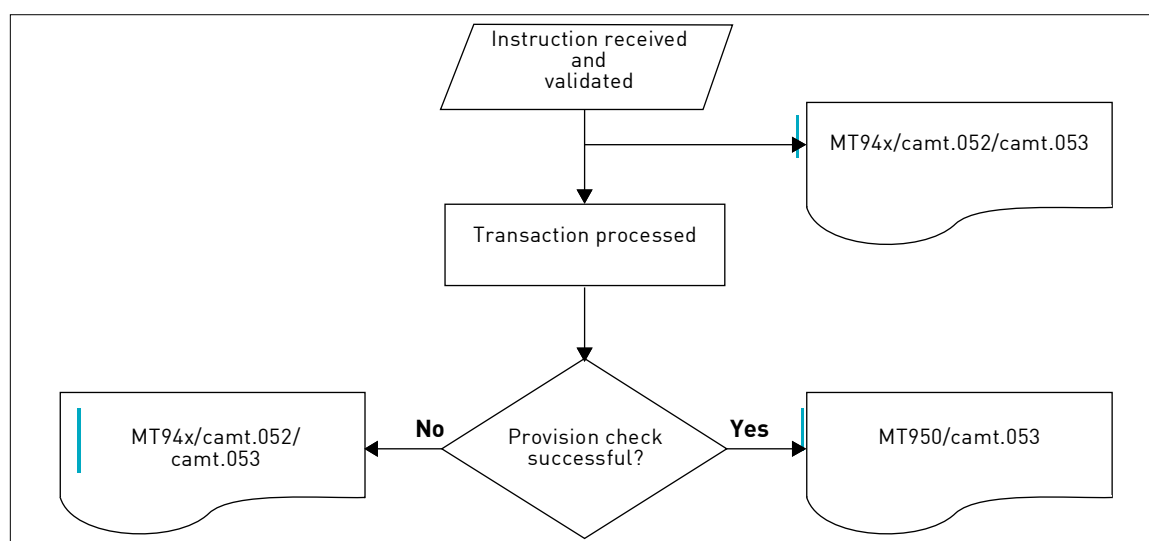 Instruction received
and
validated
MT94x/camt.052/camt.053
Transaction processed
MT94x/camt.052/
camt.053
No
Provision check
successful?
Yes
MT950/camt.053